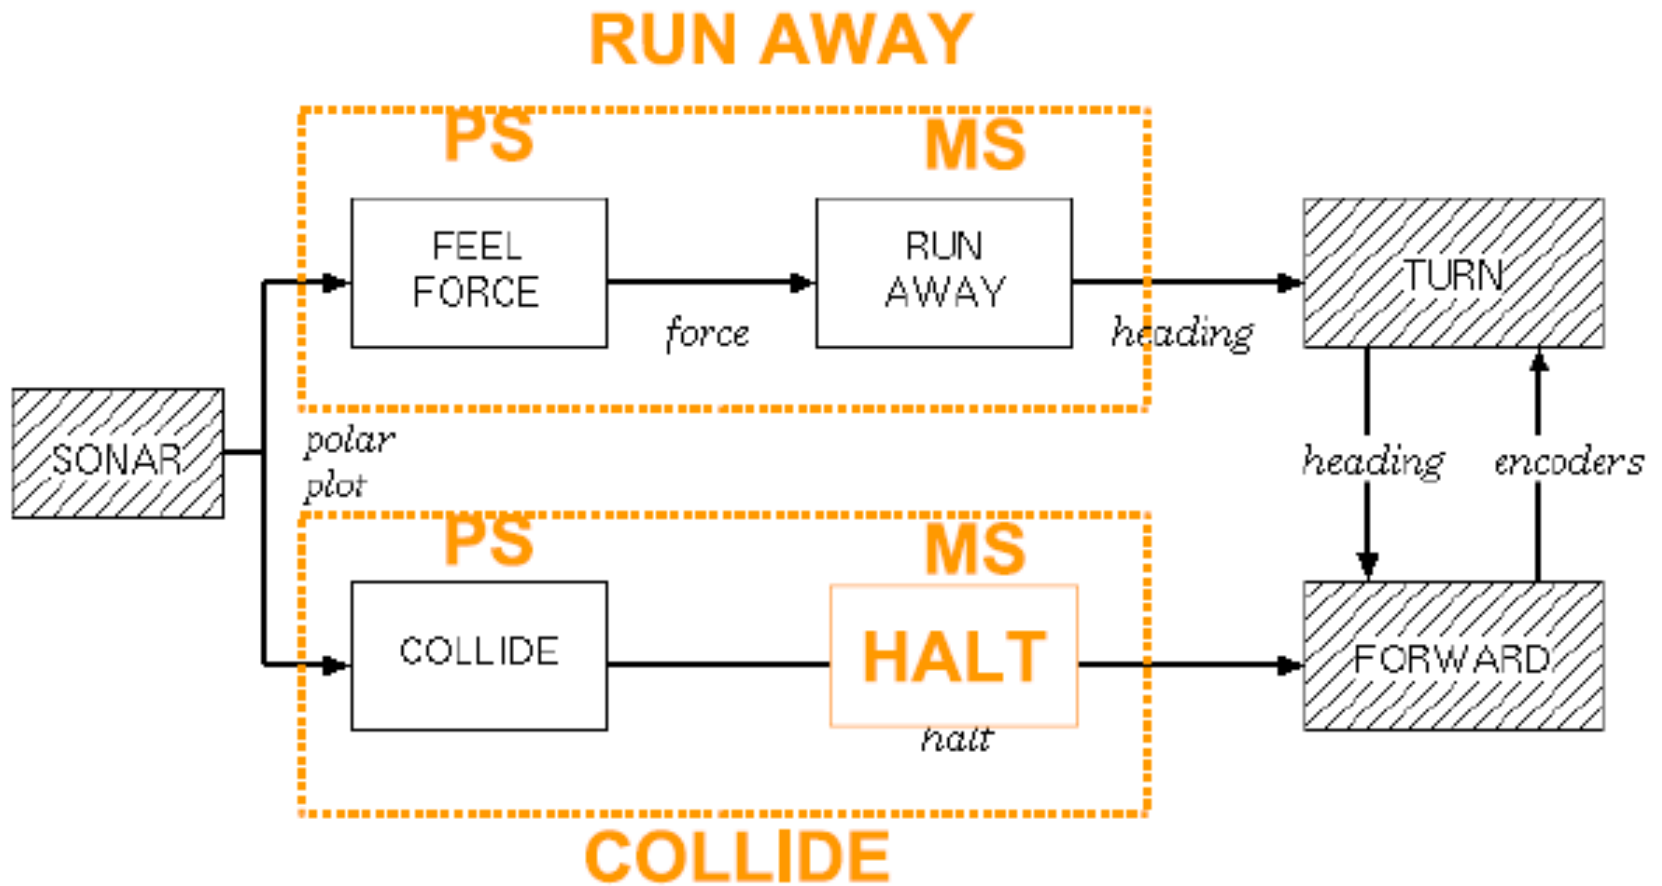 RUN AWAY
PS
MS
FEEL
FORCE
RUN
AWAY
TURN
force
heading
SONAR
polar
plot
heading
encoders
PS
MS
COLLIDE
HALT
FORWARD
halt
COLLIDE